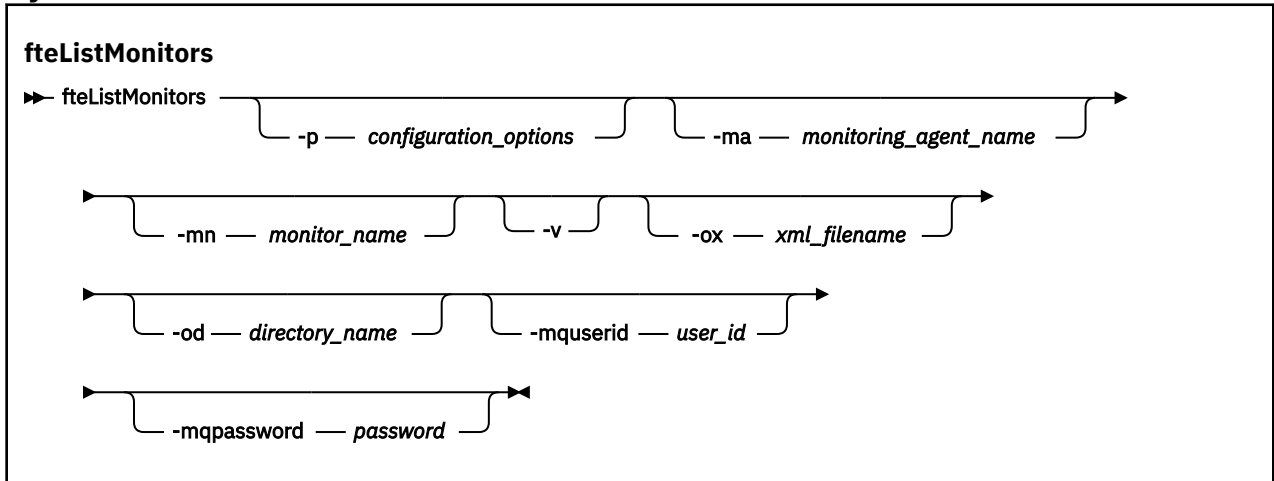 fteListMonitors
fteListMonitors
-p configuration_options -ma monitoring_agent_name
-mn monitor_name -v -ox xml_filename
-od directory_name -mquserid user_id
-mqpassword password